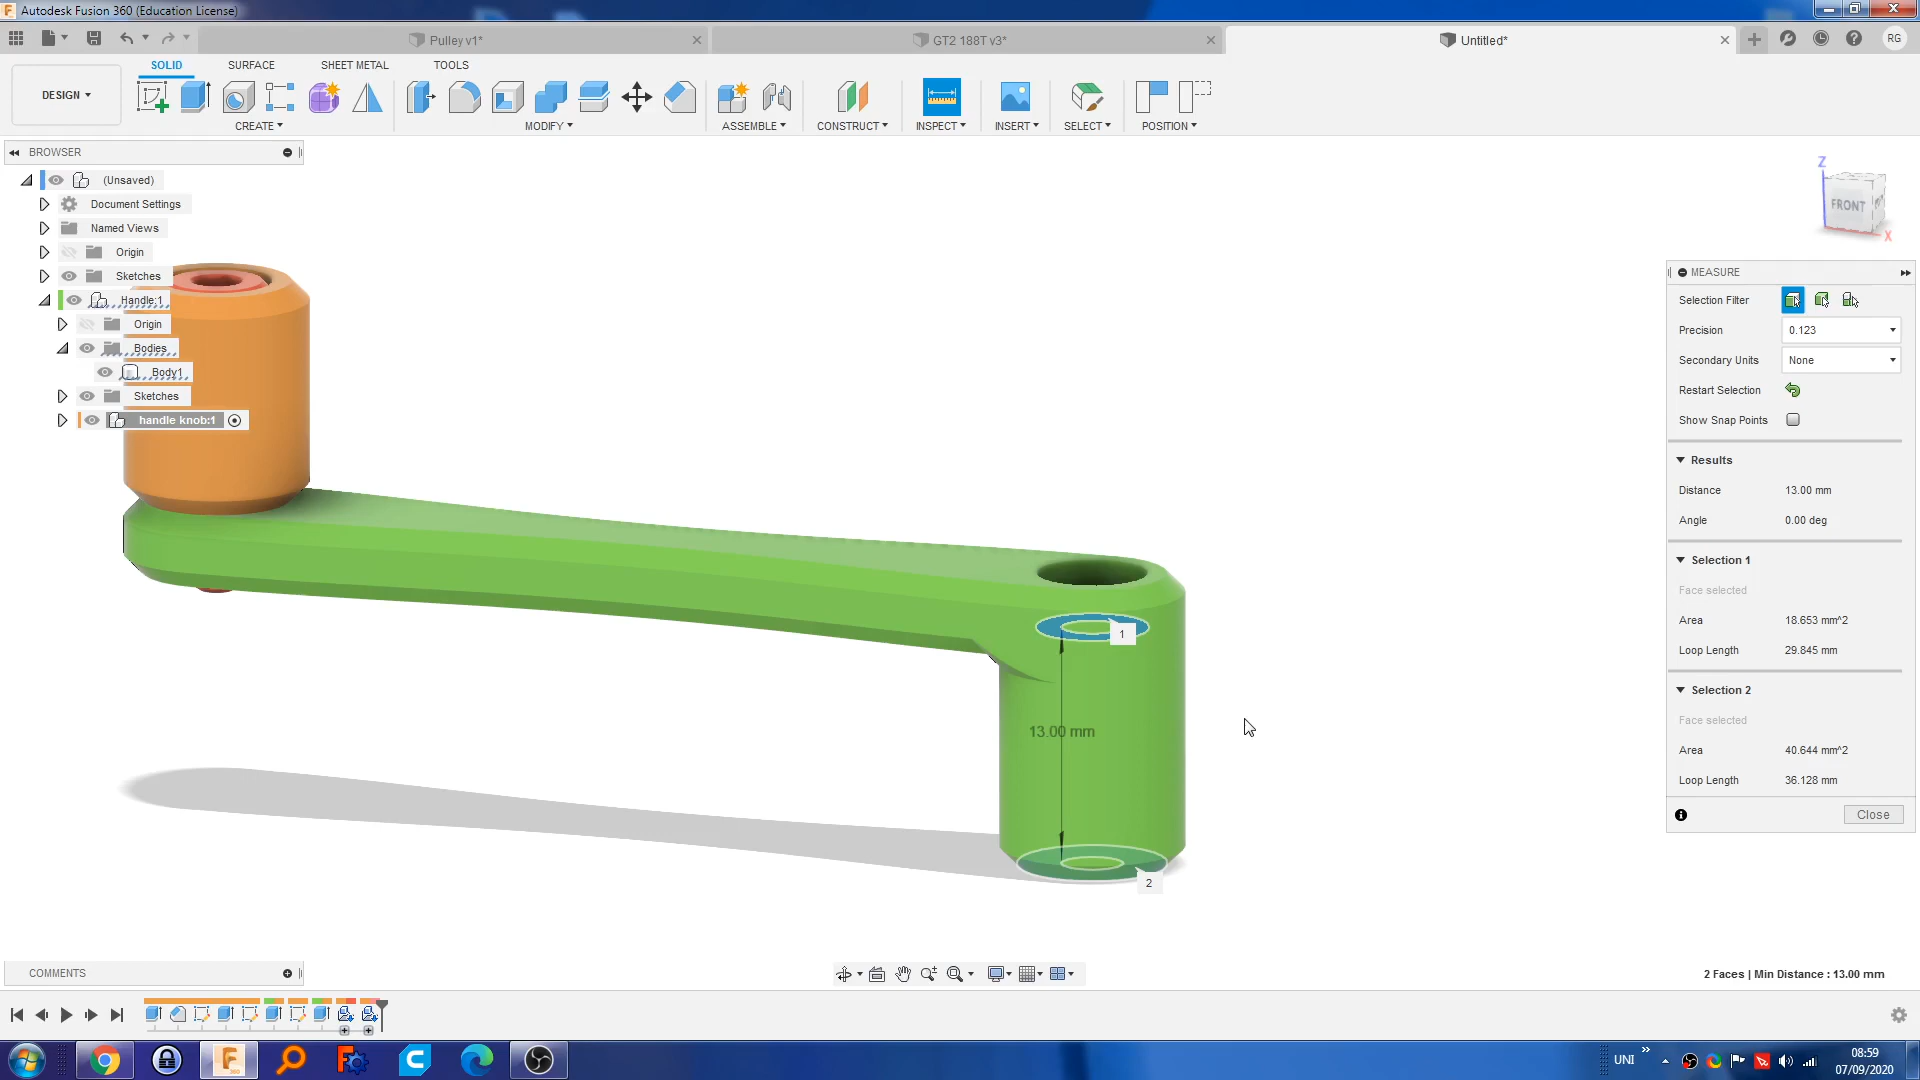 Autodesk Fusion 360 (Education License)
Pulley v1*
GT2 188T v3*
Untitled*
RG
SOLID
SURFACE
SHEET METAL
TOOLS
DESIGN
CREATE
MODIFY
ASSEMBLE
CONSTRUCT
INSPECT
INSERT
SELECT
POSITION
BROWSER
(Unsaved)
Document Settings
Named Views
Origin
Sketches
Handle:1
Origin
Bodies
Body1
Sketches
handle knob:1
Z
FRONT
X
MEASURE
Selection Filter
Precision 0.123
Secondary Units None
Restart Selection
Show Snap Points
Results
Distance 13.00 mm
Angle 0.00 deg
Selection 1
Face selected
Area 18.653 mm^2
Loop Length 29.845 mm
Selection 2
Face selected
Area 40.644 mm^2
Loop Length 36.128 mm
Close
1
13.00 mm
2
COMMENTS
2 Faces | Min Distance : 13.00 mm
UNI
08:59
07/09/2020